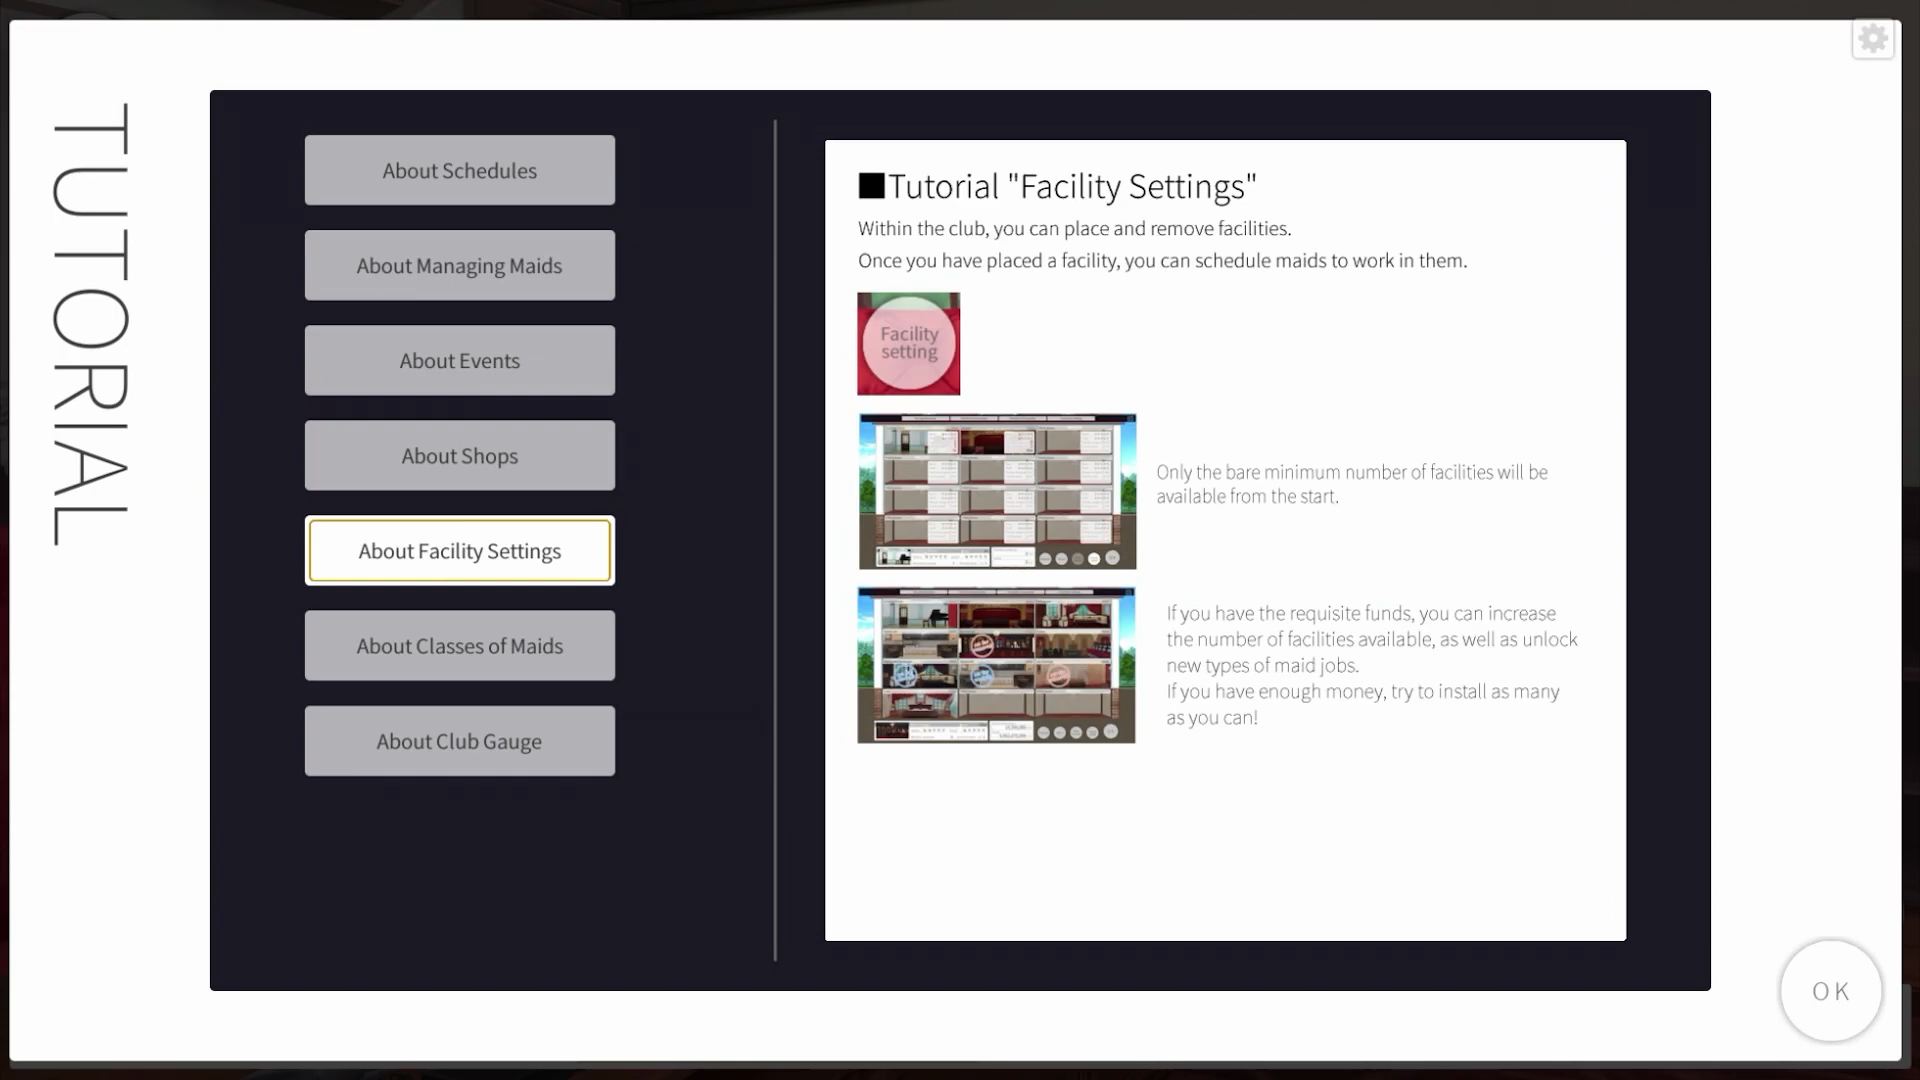 TUTORIAL
About Schedules
About Managing Maids
About Events
About Shops
About Facility Settings
About Classes of Maids
About Club Gauge
■Tutorial "Facility Settings"
Within the club, you can place and remove facilities.
Once you have placed a facility, you can schedule maids to work in them.
Facility
setting
Only the bare minimum number of facilities will be
available from the start.
If you have the requisite funds, you can increase
the number of facilities available, as well as unlock
new types of maid jobs.
If you have enough money, try to install as many
as you can!
OK